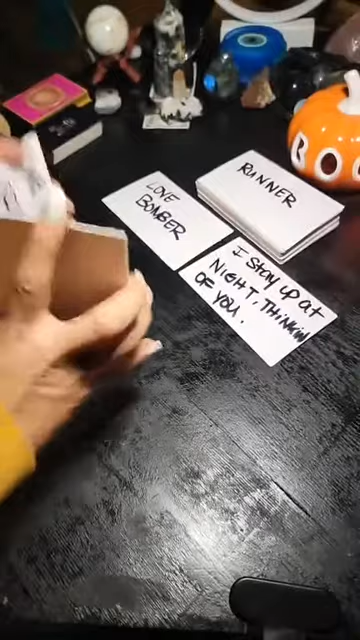 LOVE
BOMBER
RUNNER
I STAY UP AT
NIGHT, THINKIN
OF YOU.
BOO